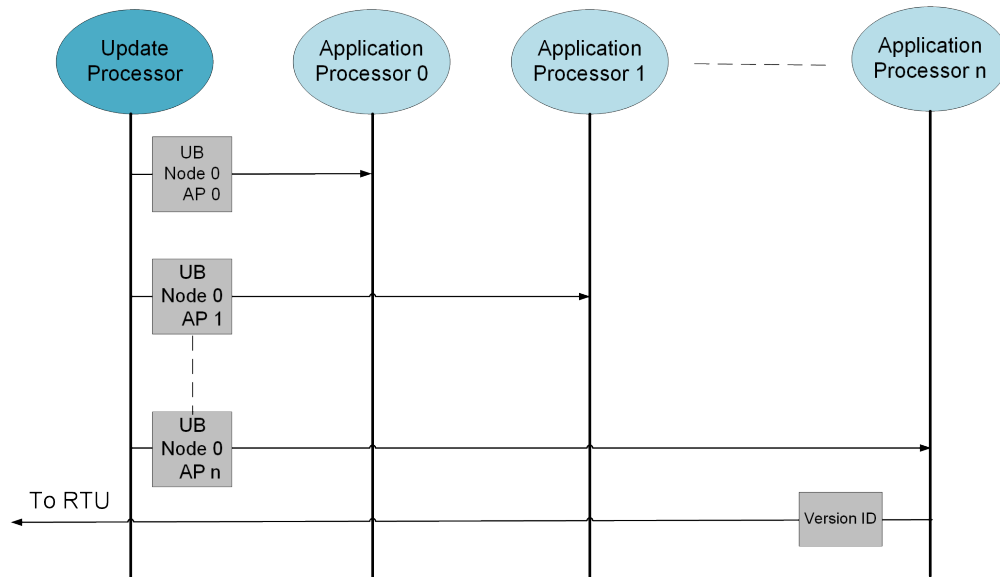 Update
Processor
Application
Processor 0
Application
Processor 1
Application
Processor n
UB
Node 0
AP 0
UB
Node 0
AP 1
UB
Node 0
AP n
To RTU
Version ID